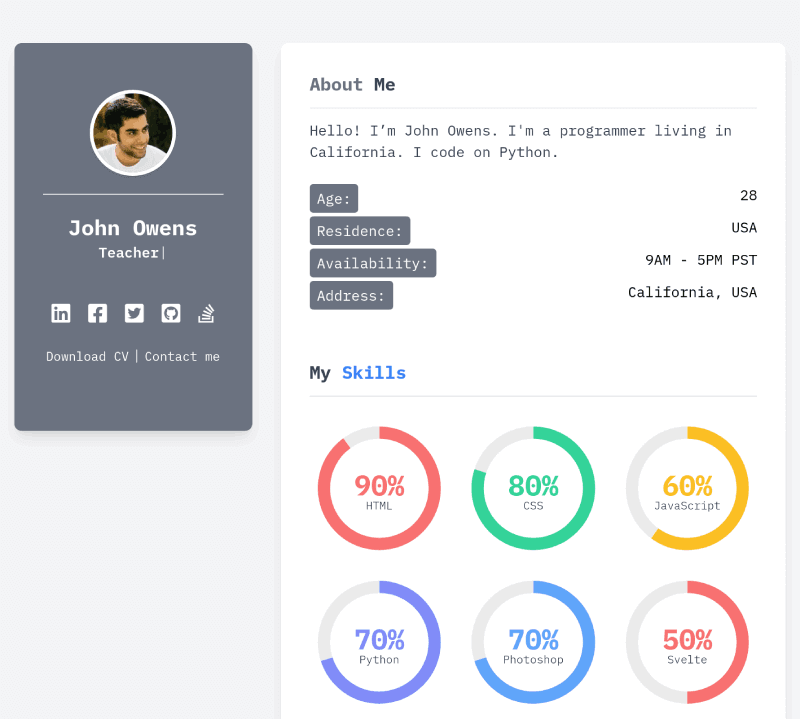 John Owens
Teacher|
Download CV | Contact me
About Me
Hello! I’m John Owens. I'm a programmer living in
California. I code on Python.
Age: 28
Residence: USA
Availability: 9AM - 5PM PST
Address: California, USA
My Skills
90% 80% 60%
HTML CSS JavaScript
70% 70% 50%
Python Photoshop Svelte